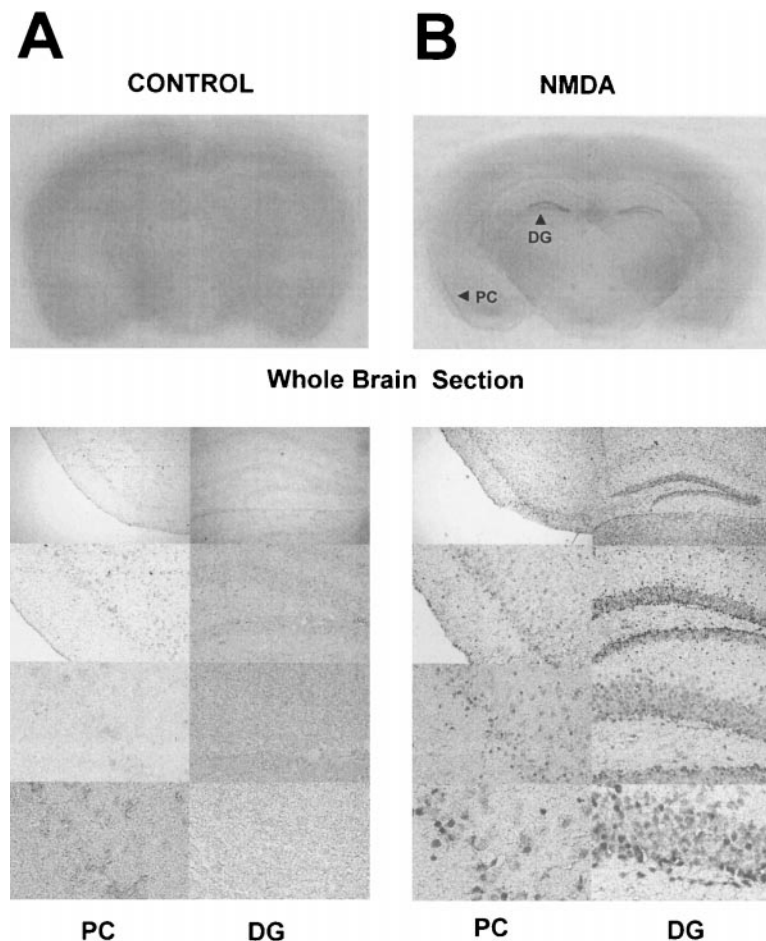 A
B
CONTROL
NMDA
DG
PC
Whole Brain Section
PC
DG
PC
DG